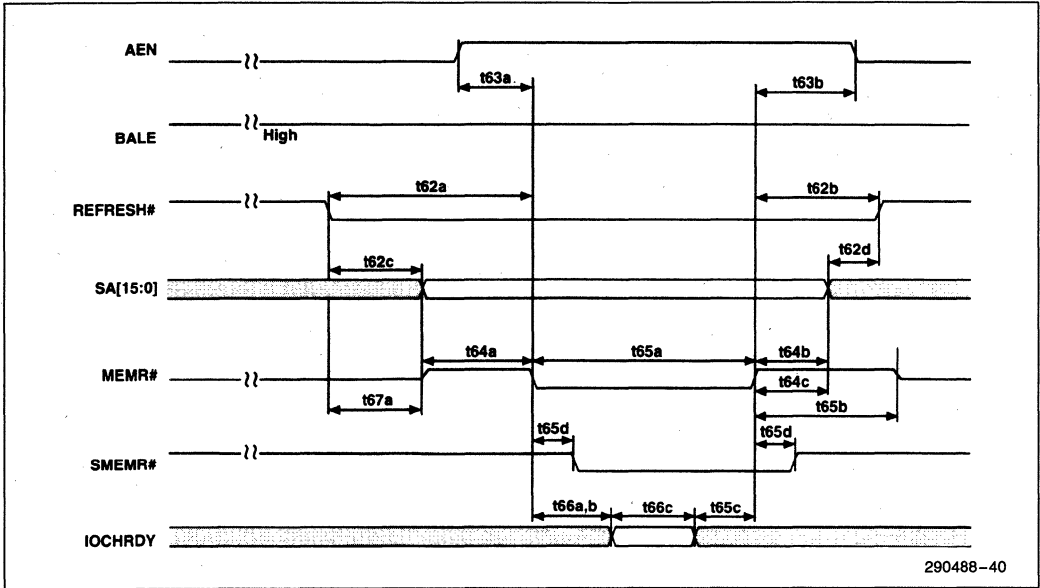 AEN
t63a
t63b
BALE
High
t62a
t62b
REFRESH#
t62c
t62d
SA[15:0]
t64a
t65a
t64b
MEMR#
t64c
t67a
t65b
t65d
t65d
SMEMR#
t66a,b
t66c
t65c
IOCHRDY
290488–40